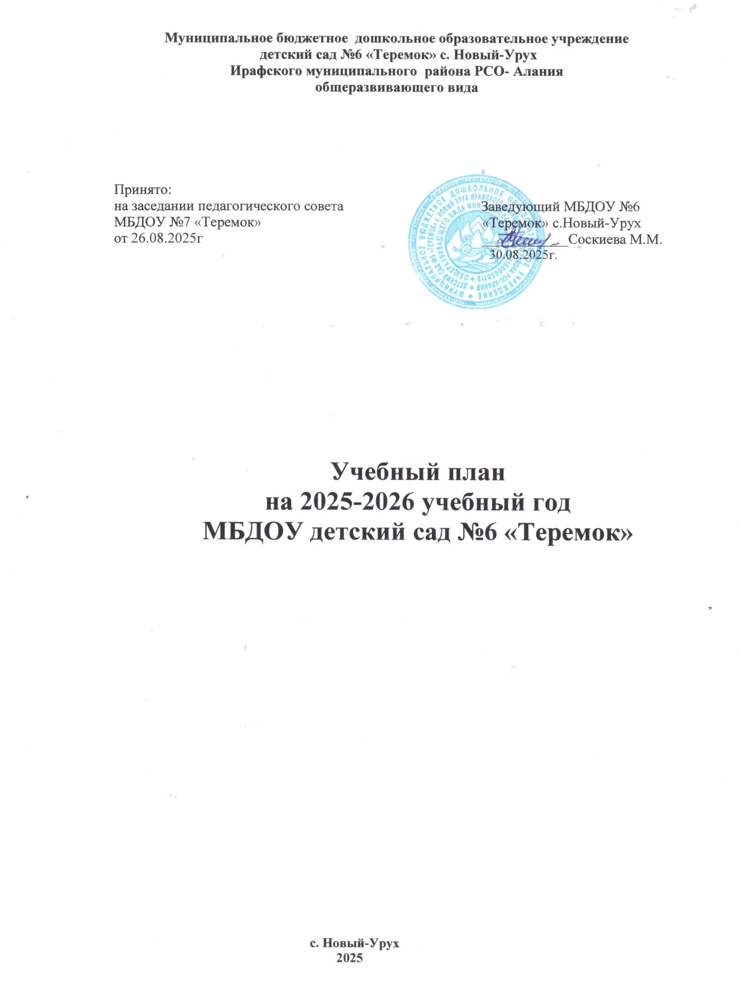 Муниципальное бюджетное дошкольное образовательное учреждение
детский сад №6 «Теремок» с. Новый-Урух
Ирафского муниципального района РСО- Алания
общеразвивающего вида
Принято:
на заседании педагогического совета
МБДОУ №7 «Теремок»
от 26.08.2025г
Заведующий МБДОУ №6
«Теремок» с.Новый-Урух
Соскиева М.М.
30.08.2025г.
Учебный план
на 2025-2026 учебный год
МБДОУ детский сад №6 «Теремок»
с. Новый-Урух
2025